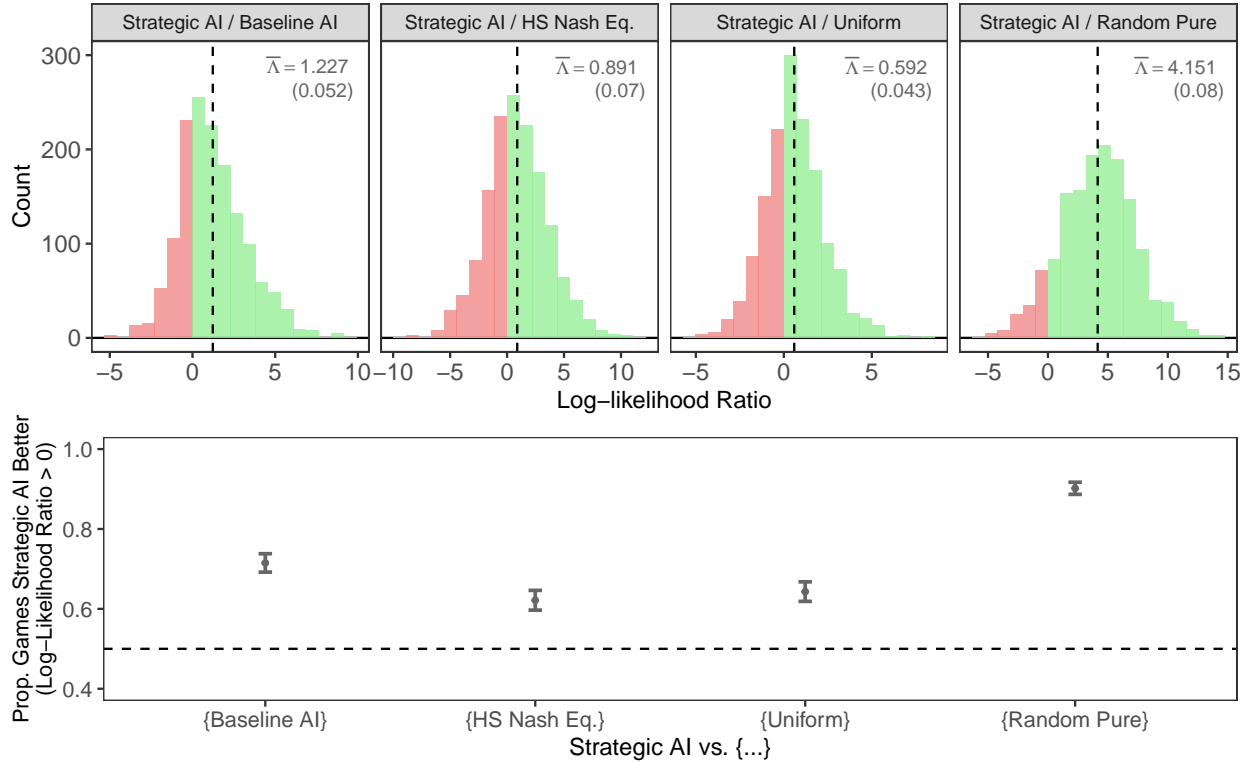 Strategic AI / Baseline AI
Strategic AI / HS Nash Eq.
Strategic AI / Uniform
Strategic AI / Random Pure
Λ̅ = 1.227
(0.052)
Λ̅ = 0.891
(0.07)
Λ̅ = 0.592
(0.043)
Λ̅ = 4.151
(0.08)
Count
300
200
100
0
−5 0 5 10
−10 −5 0 5 10
−5 0 5
−5 0 5 10 15
Log−likelihood Ratio
Prop. Games Strategic AI Better
(Log−Likelihood Ratio > 0)
1.0
0.8
0.6
0.4
{Baseline AI}
{HS Nash Eq.}
{Uniform}
{Random Pure}
Strategic AI vs. {...}